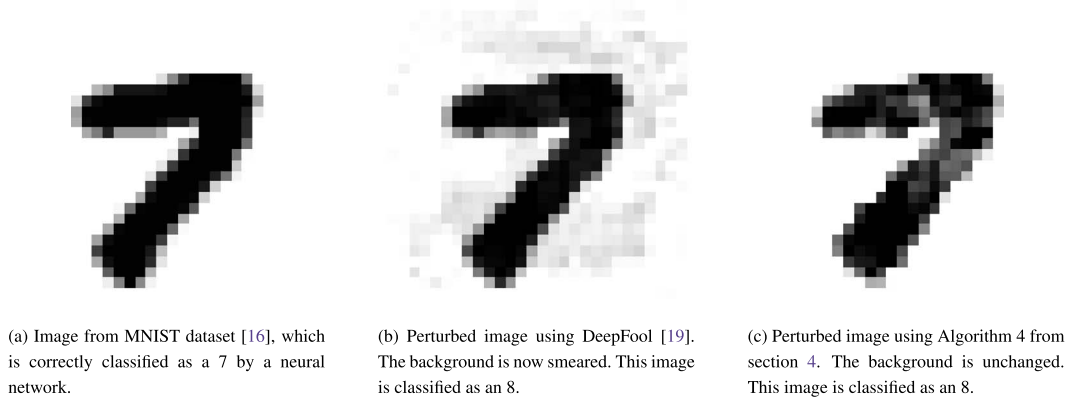 (a) Image from MNIST dataset [16], which
is correctly classified as a 7 by a neural
network.
(b) Perturbed image using DeepFool [19].
The background is now smeared. This image
is classified as an 8.
(c) Perturbed image using Algorithm 4 from
section 4. The background is unchanged.
This image is classified as an 8.